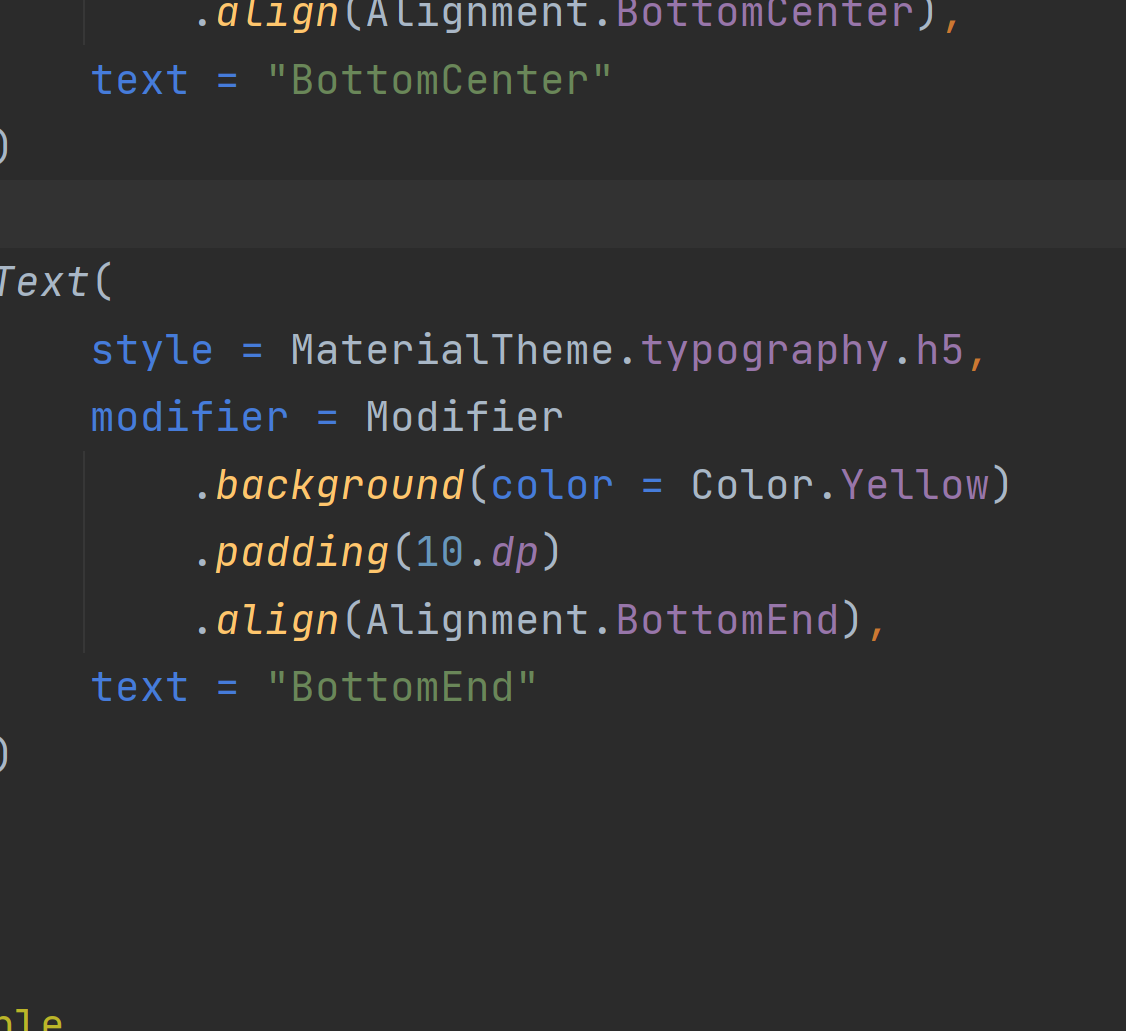 .align(Alignment.BottomCenter),
text = "BottomCenter"
)
Text(
style = MaterialTheme.typography.h5,
modifier = Modifier
.background(color = Color.Yellow)
.padding(10.dp)
.align(Alignment.BottomEnd),
text = "BottomEnd"
)